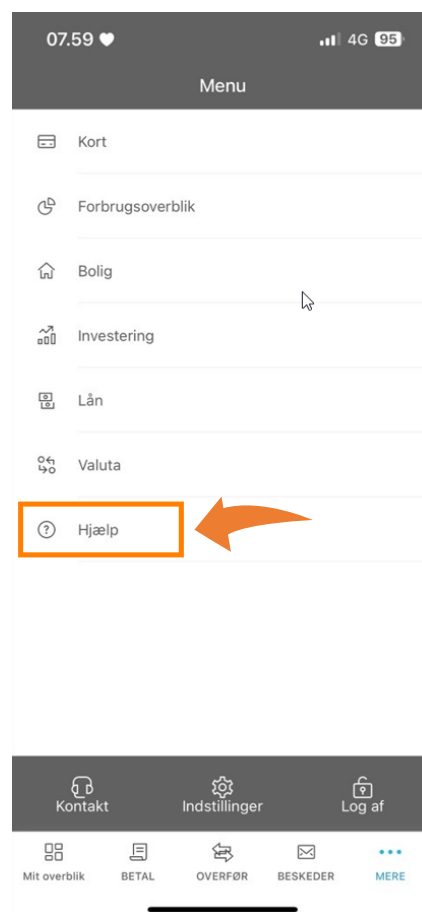 07.59 4G 95
Menu
Kort
Forbrugsoverblik
Bolig
Investering
Lån
Valuta
Hjælp
Kontakt Indstillinger Log af
Mit overblik BETAL OVERFØR BESKEDER MERE